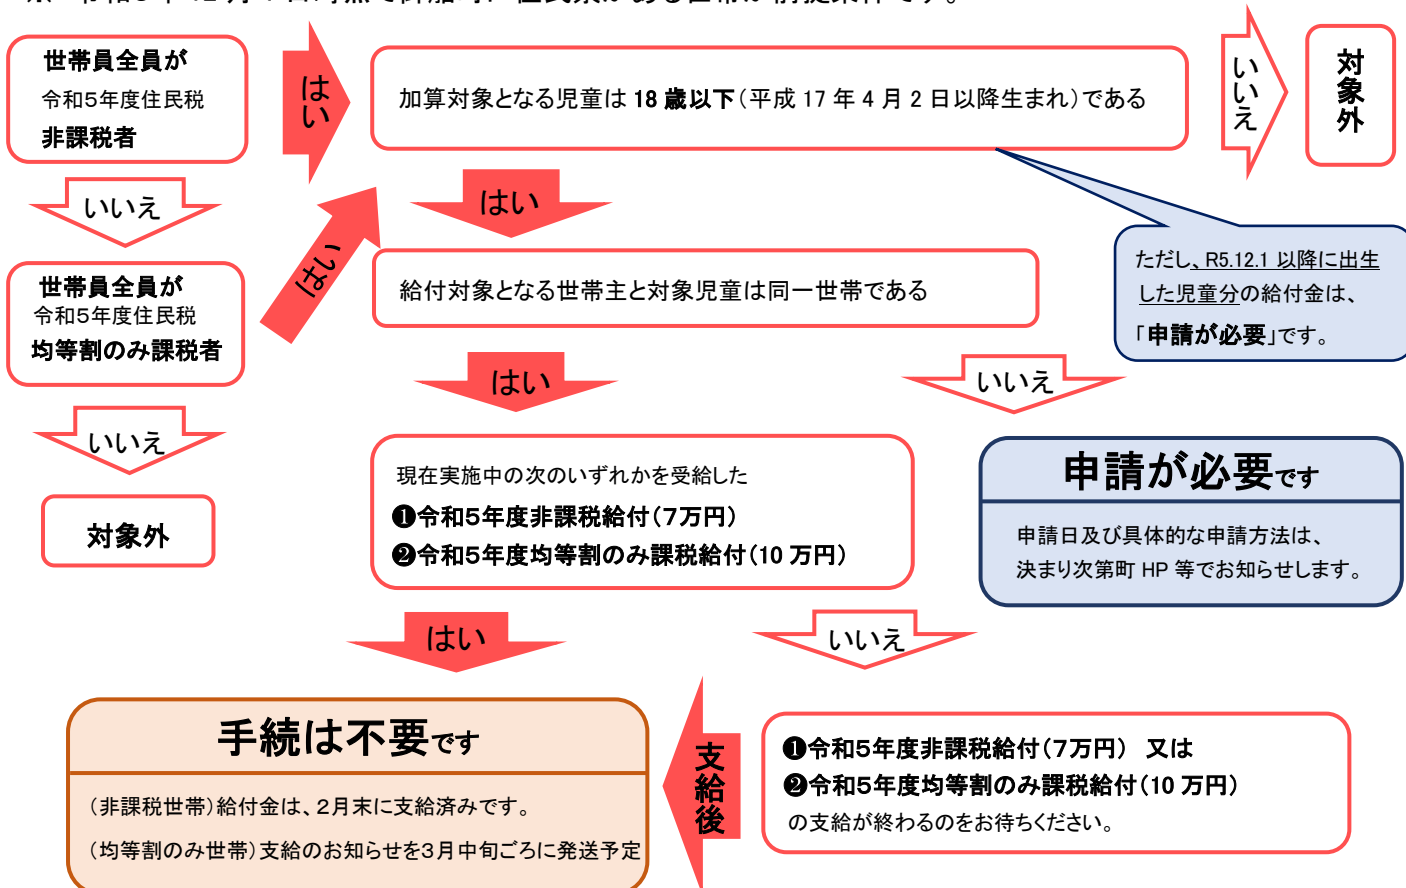 世帯員全員が
令和5年度住民税
非課税者
はい
加算対象となる児童は 18 歳以下（平成 17 年 4 月 2 日以降生まれ）である
いいえ
対象外
いいえ
はい
はい
ただし、R5.12.1 以降に出生
した児童分の給付金は、
「申請が必要」です。
世帯員全員が
令和5年度住民税
均等割のみ課税者
給付対象となる世帯主と対象児童は同一世帯である
はい
いいえ
いいえ
対象外
現在実施中の次のいずれかを受給した
❶令和5年度非課税給付（7万円）
❷令和5年度均等割のみ課税給付（10 万円）
申請が必要です
申請日及び具体的な申請方法は、
決まり次第町 HP 等でお知らせします。
はい
いいえ
手続は不要です
（非課税世帯）給付金は、2月末に支給済みです。
（均等割のみ世帯）支給のお知らせを3月中旬ごろに発送予定
支給後
❶令和5年度非課税給付（7万円）　又は
❷令和5年度均等割のみ課税給付（10 万円）
の支給が終わるのをお待ちください。